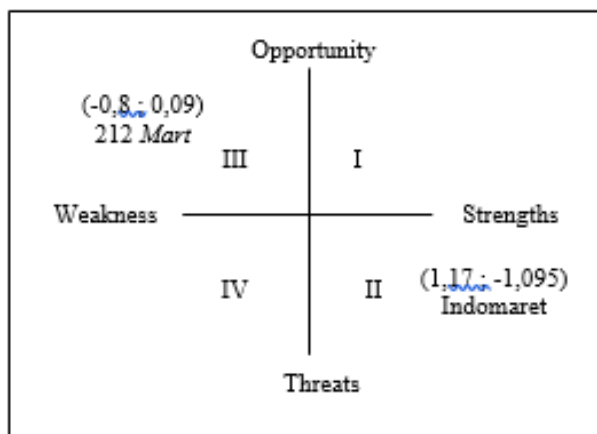 Opportunity
(-0,8 ; 0,09)
212 Mart
III
I
Weakness
Strengths
IV
II
(1,17 ; -1,095)
Indomaret
Threats